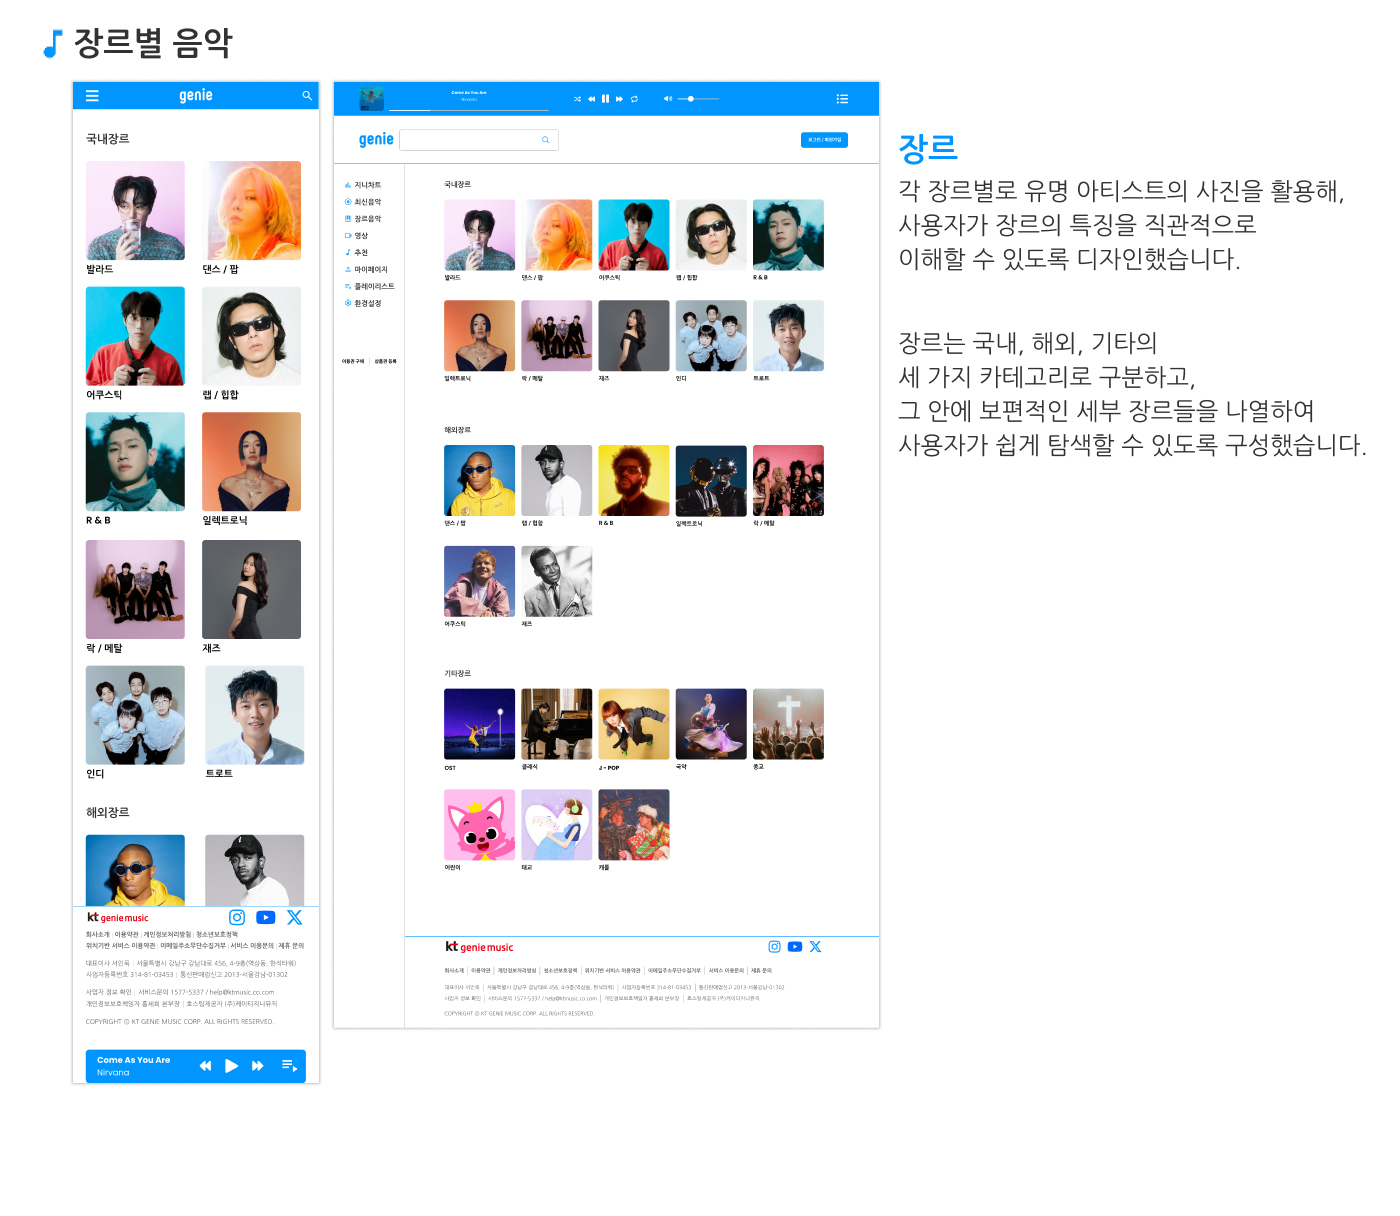 장르별 음악
genie
국내장르
발라드
댄스 / 팝
어쿠스틱
랩 / 힙합
R & B
일렉트로닉
락 / 메탈
재즈
인디
트로트
해외장르
kt genie music
회사소개 | 이용약관 | 개인정보처리방침 | 청소년보호정책
위치기반 서비스 이용약관 | 이메일주소무단수집거부 | 서비스 이용문의 | 제휴 문의
대표이사 서인욱 | 서울특별시 강남구 강남대로 456, 4-9층(역삼동, 한석타워)
사업자등록번호 314-81-03453 | 통신판매업신고 2013-서울강남-01302
사업자 정보 확인 | 서비스문의 1577-5337 / help@ktmusic.co.com
개인정보보호책임자 홍세희 본부장 | 호스팅제공자 (주)케이티지니뮤직
COPYRIGHT © KT GENIE MUSIC CORP. ALL RIGHTS RESERVED.
Come As You Are
Nirvana
Come As You Are
Nirvana
genie
로그인 / 회원가입
지니차트
최신음악
장르음악
영상
추천
마이페이지
플레이리스트
환경설정
이용권 구매 | 상품권 등록
국내장르
발라드
댄스 / 팝
어쿠스틱
랩 / 힙합
R & B
일렉트로닉
락 / 메탈
재즈
인디
트로트
해외장르
댄스 / 팝
랩 / 힙합
R & B
일렉트로닉
락 / 메탈
어쿠스틱
재즈
기타장르
OST
클래식
J - POP
국악
종교
어린이
태교
캐롤
kt genie music
회사소개 | 이용약관 | 개인정보처리방침 | 청소년보호정책 | 위치기반 서비스 이용약관 | 이메일주소무단수집거부 | 서비스 이용문의 | 제휴 문의
대표이사 서인욱 | 서울특별시 강남구 강남대로 456, 4-9층(역삼동, 한석타워) | 사업자등록번호 314-81-03453 | 통신판매업신고 2013-서울강남-01302
사업자 정보 확인 | 서비스문의 1577-5337 / help@ktmusic.co.com | 개인정보보호책임자 홍세희 본부장 | 호스팅제공자 (주)케이티지니뮤직
COPYRIGHT © KT GENIE MUSIC CORP. ALL RIGHTS RESERVED.
장르
각 장르별로 유명 아티스트의 사진을 활용해,
사용자가 장르의 특징을 직관적으로
이해할 수 있도록 디자인했습니다.
장르는 국내, 해외, 기타의
세 가지 카테고리로 구분하고,
그 안에 보편적인 세부 장르들을 나열하여
사용자가 쉽게 탐색할 수 있도록 구성했습니다.